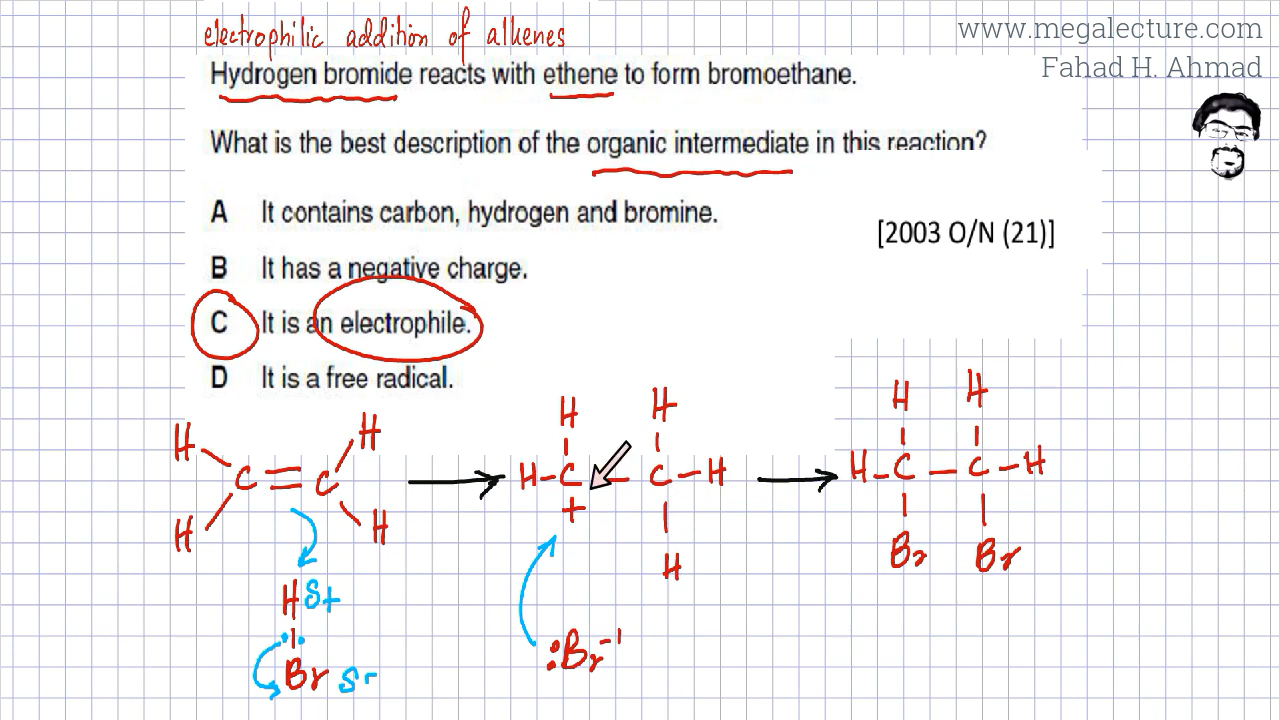 www.megalecture.com
Fahad H. Ahmad
electrophilic addition of alkenes
Hydrogen bromide reacts with ethene to form bromoethane.
What is the best description of the organic intermediate in this reaction?
A It contains carbon, hydrogen and bromine.
[2003 O/N (21)]
B It has a negative charge.
C It is an electrophile.
D It is a free radical.
H H H H H H
H C = C H-C - C-H H-C - C-H
H H + H Br Br
H δ+
Br δ- :Br⁻¹